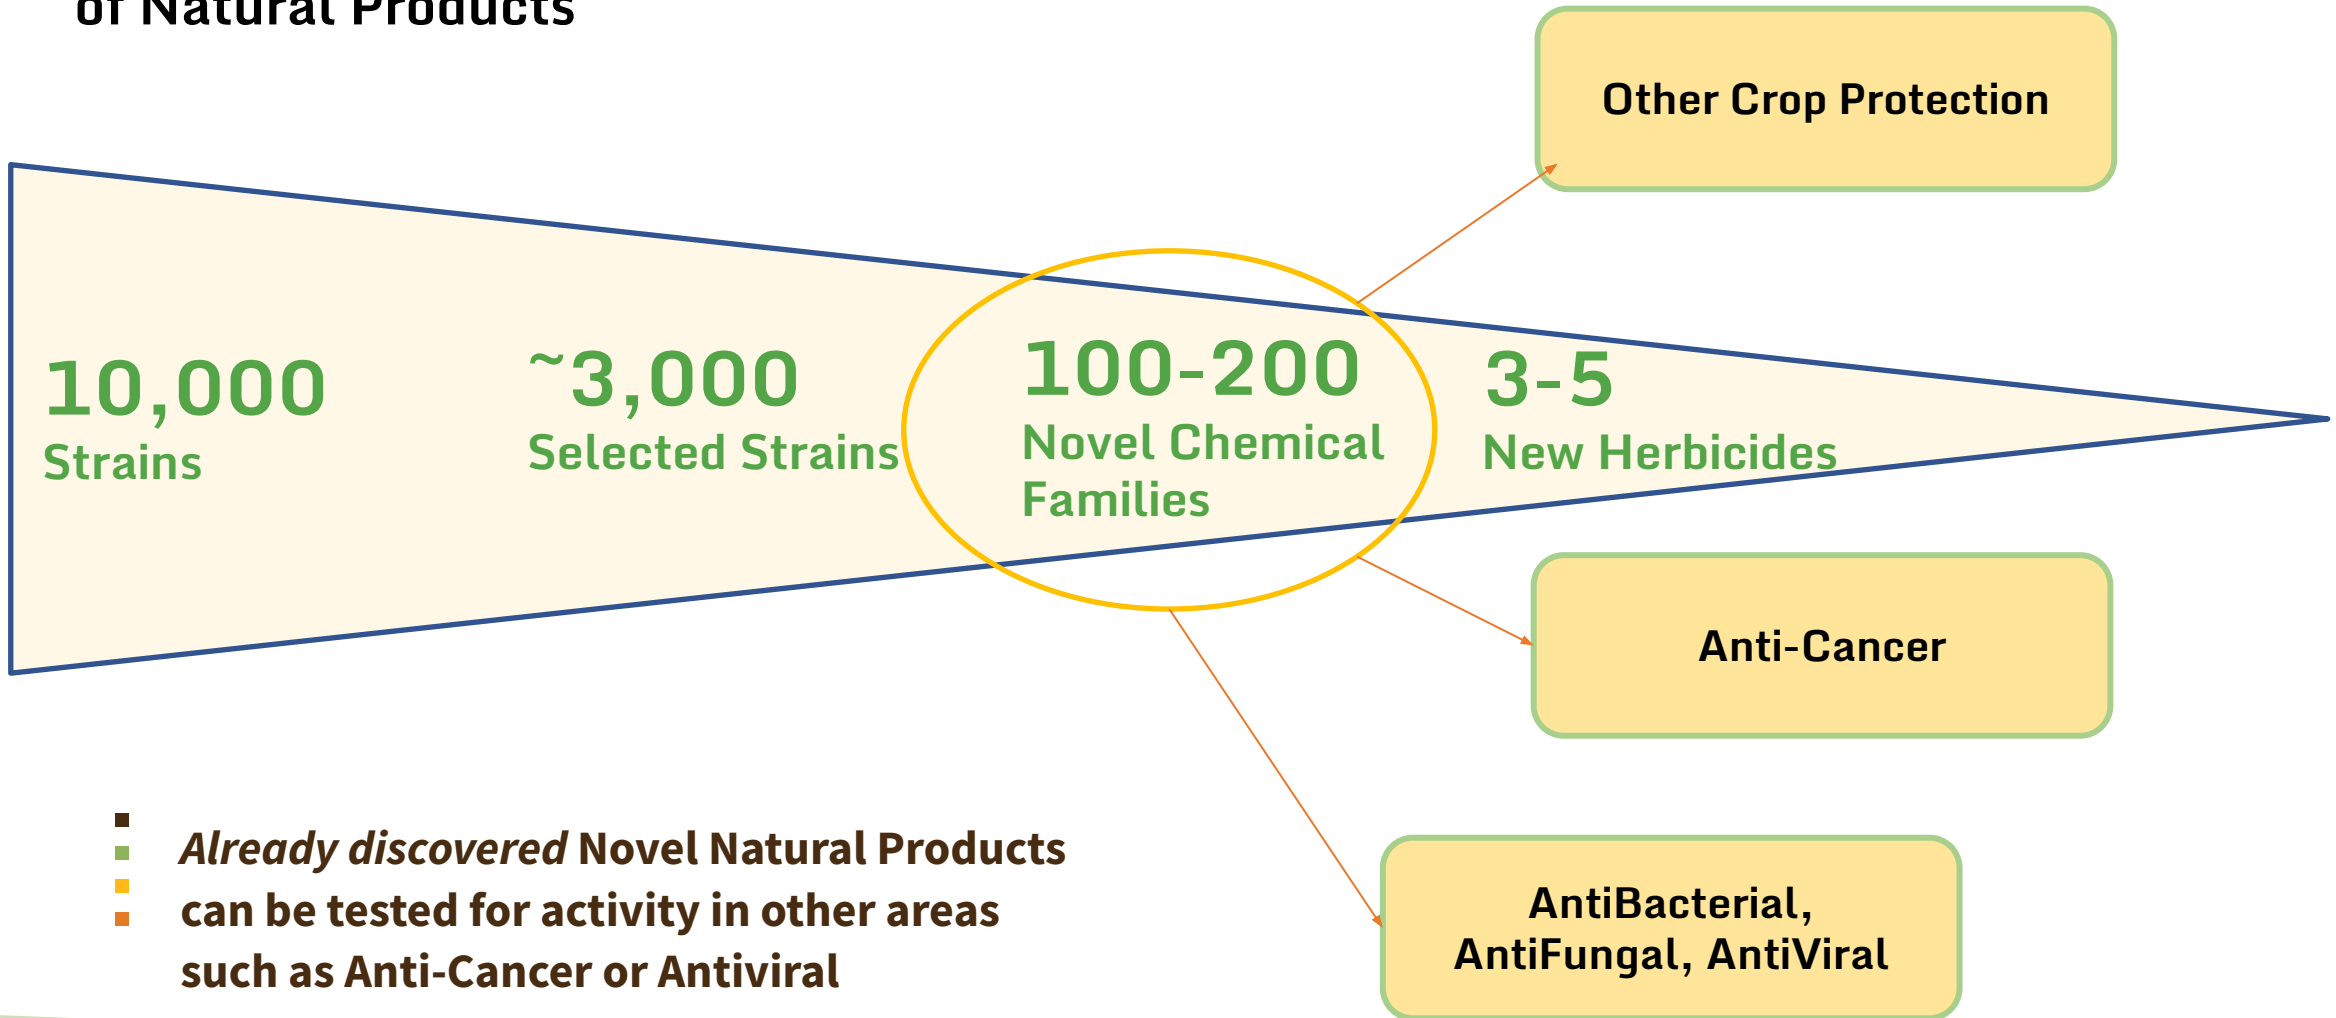 of Natural Products
Other Crop Protection
10,000
Strains
~3,000
Selected Strains
100-200
Novel Chemical
Families
3-5
New Herbicides
Anti-Cancer
Already discovered Novel Natural Products
can be tested for activity in other areas
such as Anti-Cancer or Antiviral
AntiBacterial,
AntiFungal, AntiViral